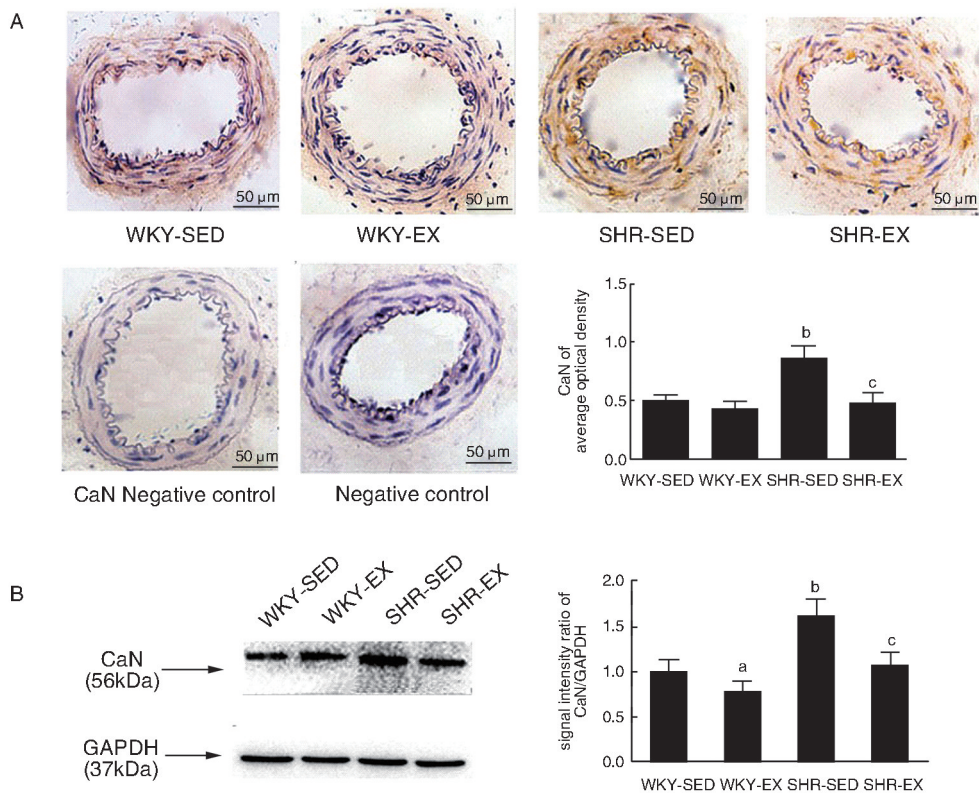 A
50 µm
50 µm
50 µm
50 µm
WKY-SED
WKY-EX
SHR-SED
SHR-EX
50 µm
50 µm
CaN Negative control
Negative control
CaN of
average optical density
1.5
1.0
0.5
0.0
b
c
WKY-SED WKY-EX SHR-SED SHR-EX
B
WKY-SED
WKY-EX
SHR-SED
SHR-EX
CaN
(56kDa)
GAPDH
(37kDa)
signal intensity ratio of
CaN/GAPDH
2.0
1.5
1.0
0.5
0.0
a
b
c
WKY-SED WKY-EX SHR-SED SHR-EX